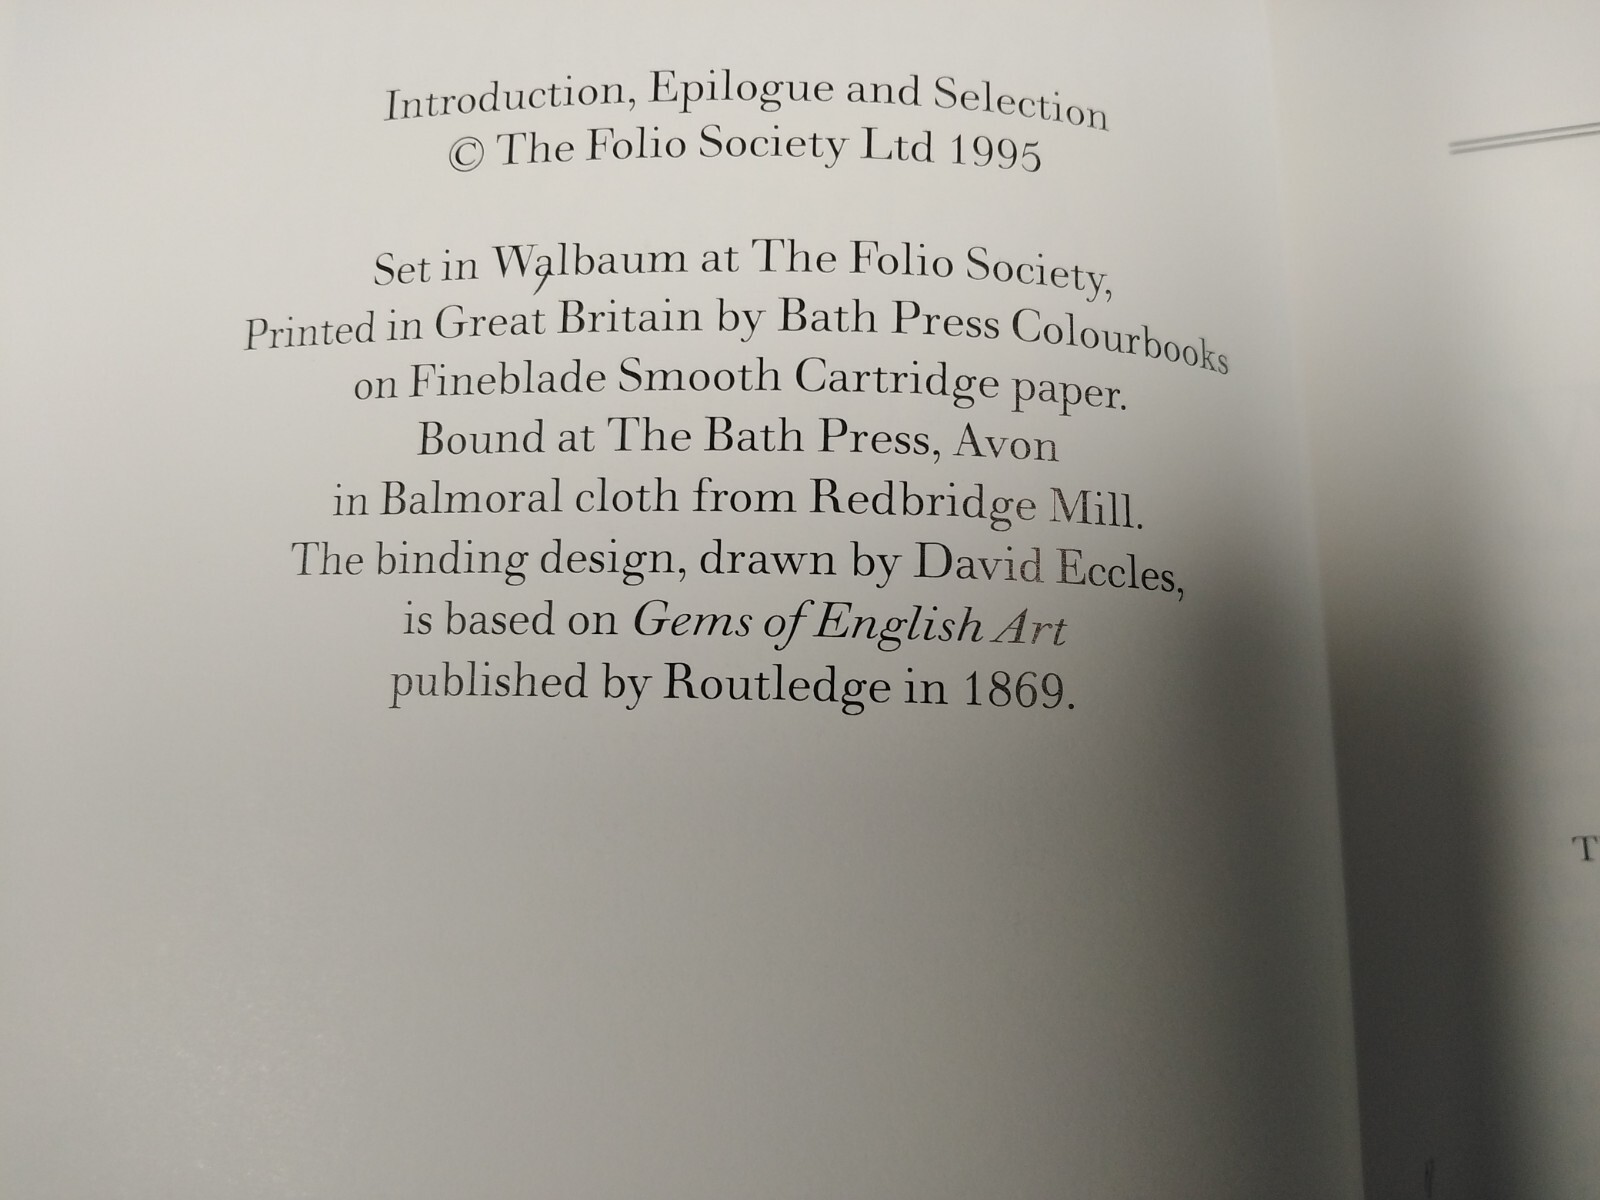 Introduction, Epilogue and Selection
© The Folio Society Ltd 1995
Set in Walbaum at The Folio Society,
Printed in Great Britain by Bath Press Colourbooks
on Fineblade Smooth Cartridge paper.
Bound at The Bath Press, Avon
in Balmoral cloth from Redbridge Mill.
The binding design, drawn by David Eccles,
is based on Gems of English Art
published by Routledge in 1869.
T